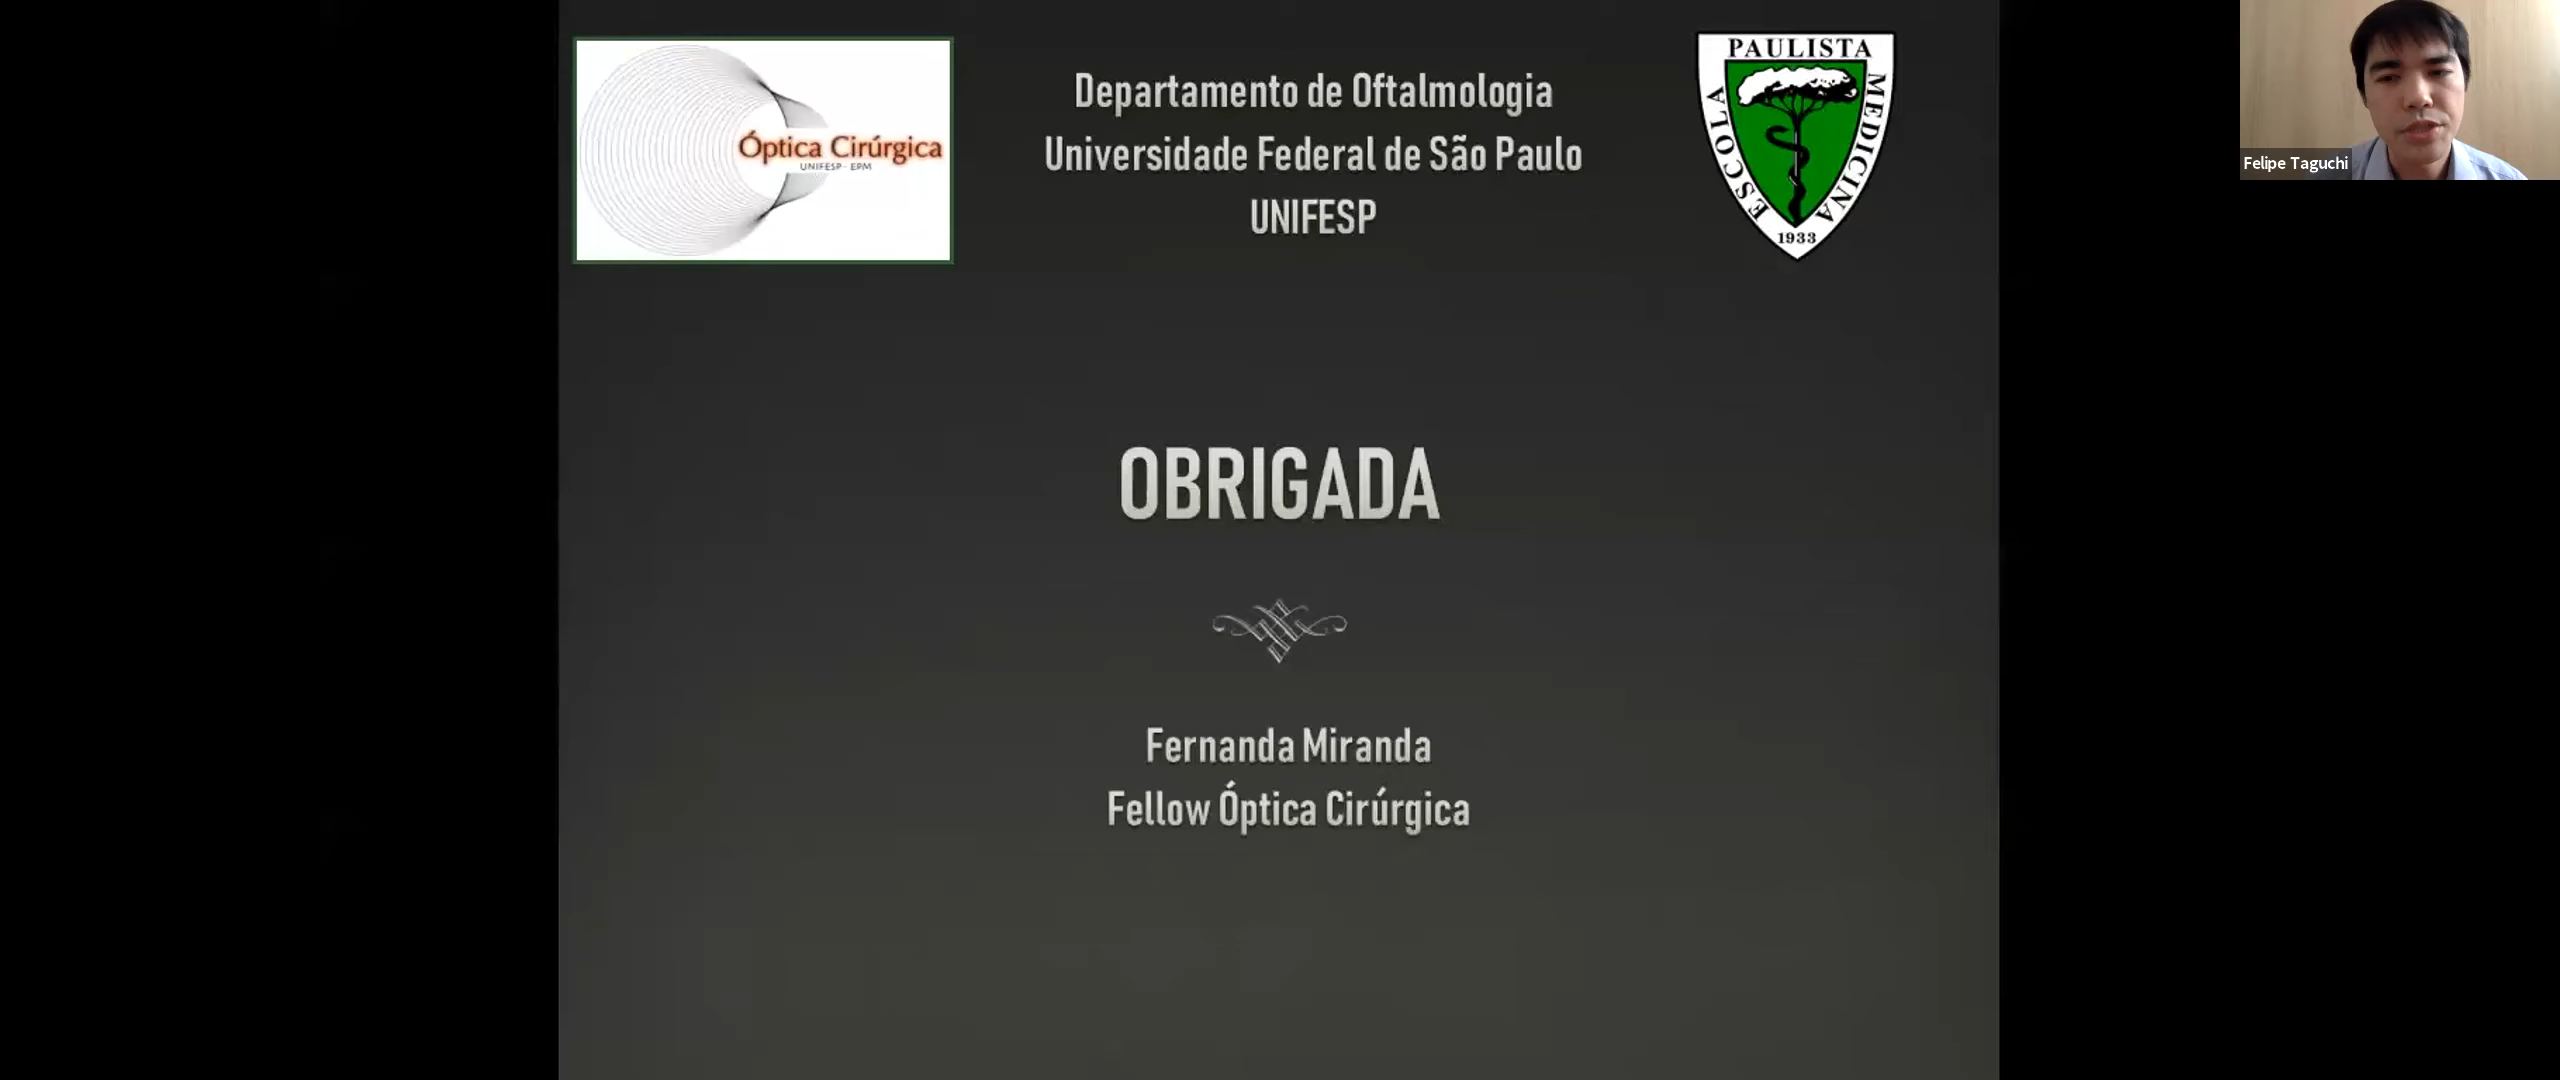 Óptica Cirúrgica
UNIFESP - EPM
Departamento de Oftalmologia
Universidade Federal de São Paulo
UNIFESP
ESCOLA PAULISTA MEDICINA
1933
Felipe Taguchi
OBRIGADA
Fernanda Miranda
Fellow Óptica Cirúrgica